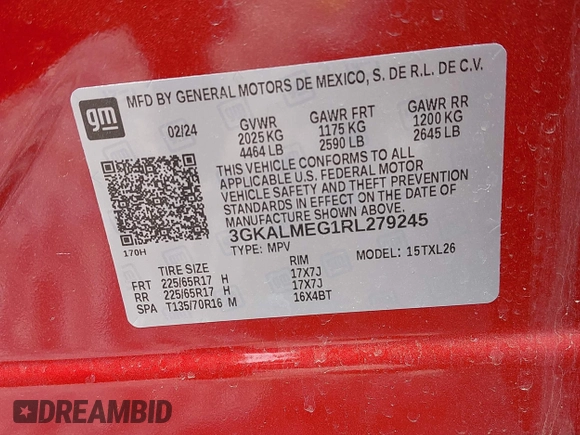 gm
MFD BY GENERAL MOTORS DE MEXICO, S. DE R.L. DE C.V.
02/24 GVWR GAWR FRT GAWR RR
2025 KG 1175 KG 1200 KG
4464 LB 2590 LB 2645 LB
THIS VEHICLE CONFORMS TO ALL
APPLICABLE U.S. FEDERAL MOTOR
VEHICLE SAFETY AND THEFT PREVENTION
STANDARDS IN EFFECT ON THE DATE OF
MANUFACTURE SHOWN ABOVE.
3GKALMEG1RL279245
170H
TYPE: MPV MODEL: 15TXL26
TIRE SIZE RIM
FRT 225/65R17 H 17X7J
RR 225/65R17 H 17X7J
SPA T135/70R16 M 16X4BT
DREAMBID